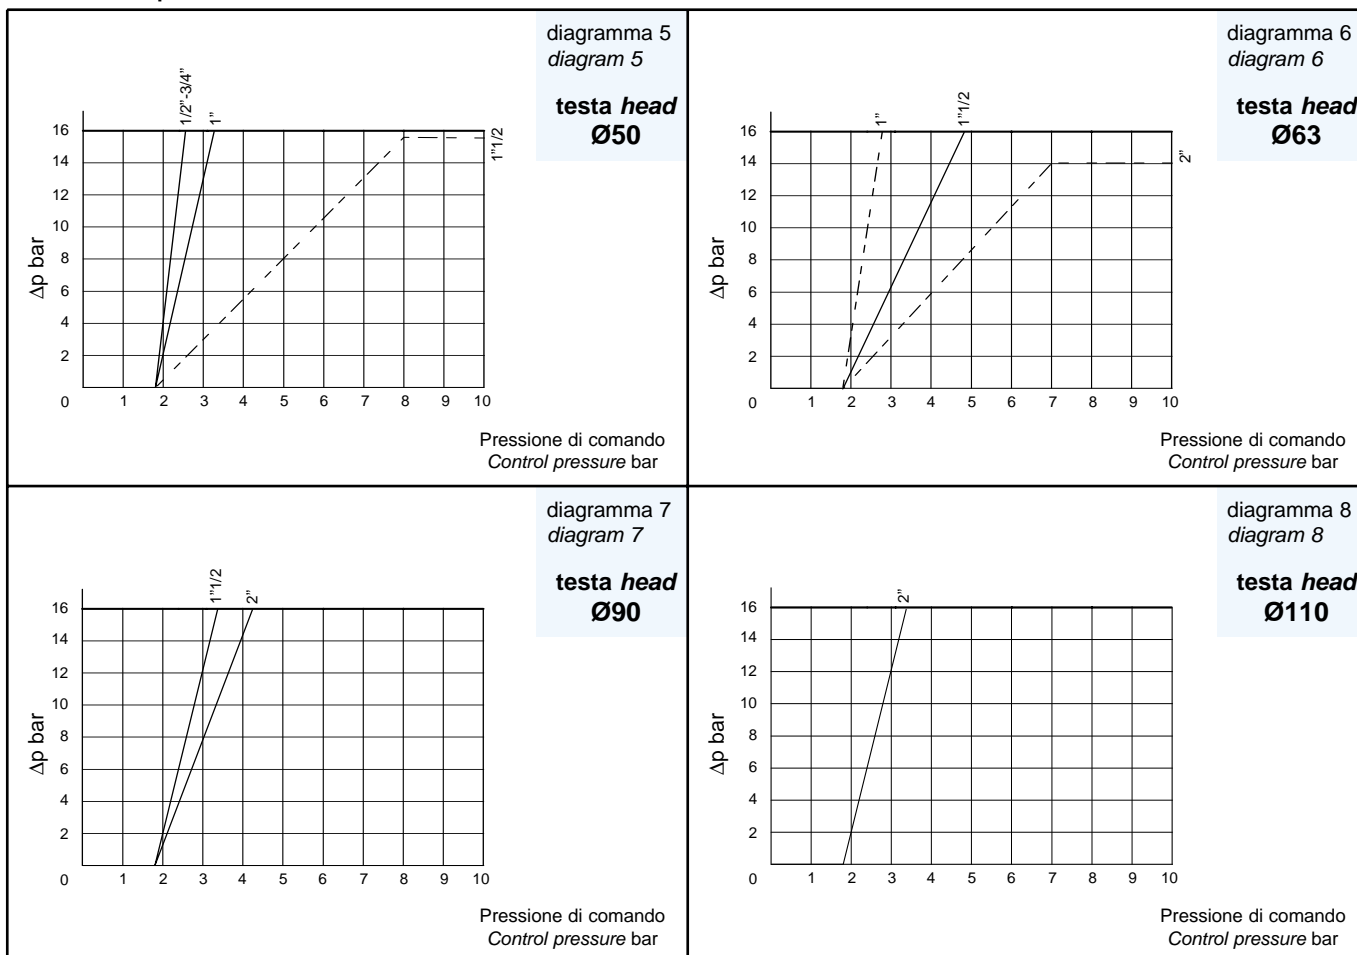 diagramma 5
diagram 5
testa head
Ø50
1/2”-3/4”
1”
1”1/2
16
14
12
10
8
6
4
2
0
1 2 3 4 5 6 7 8 9 10
Δp bar
Pressione di comando
Control pressure bar
diagramma 6
diagram 6
testa head
Ø63
1”
1”1/2
2”
16
14
12
10
8
6
4
2
0
1 2 3 4 5 6 7 8 9 10
Δp bar
Pressione di comando
Control pressure bar
diagramma 7
diagram 7
testa head
Ø90
1”1/2
2”
16
14
12
10
8
6
4
2
0
1 2 3 4 5 6 7 8 9 10
Δp bar
Pressione di comando
Control pressure bar
diagramma 8
diagram 8
testa head
Ø110
2”
16
14
12
10
8
6
4
2
0
1 2 3 4 5 6 7 8 9 10
Δp bar
Pressione di comando
Control pressure bar